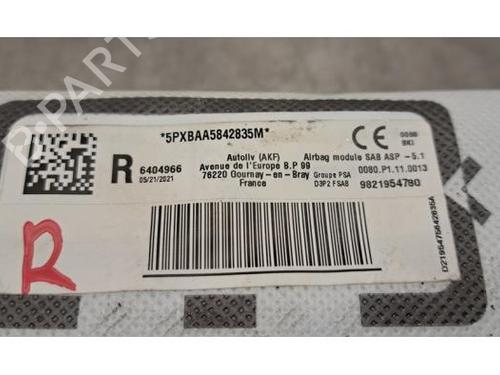 *5PXBAA5842835M*
R
6404966
05/21/2021
Autoliv (AKF)
Avenue de l'Europe B.P 99
76220 Gournay-en-Bray
France
Airbag module SAB ASP -5.1
Groupe PSA
0080.P1.11.0013
D3P2 FSAB
9821954780
CE
R
B-PARTS